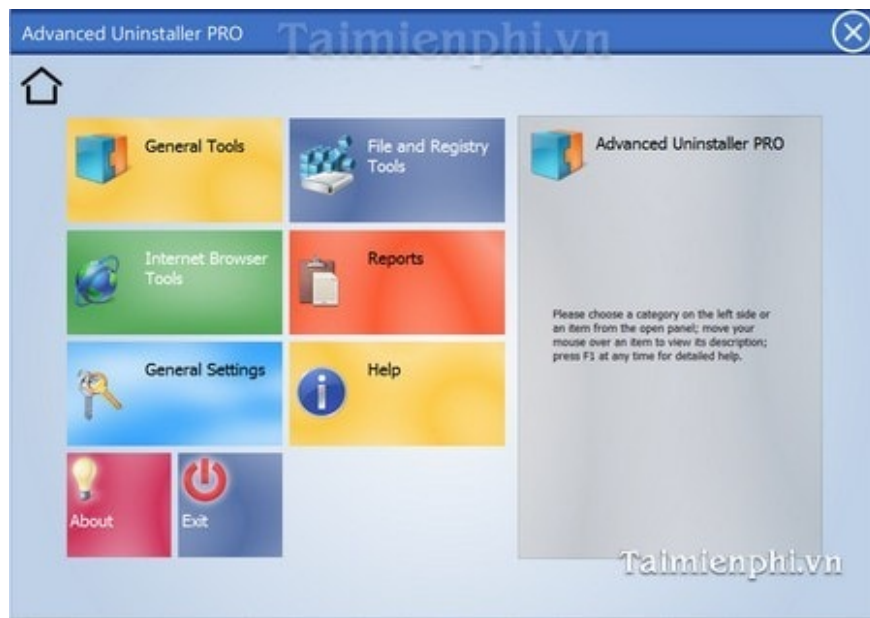 Advanced Uninstaller PRO
Taimienphi.vn
General Tools
File and Registry
Tools
Advanced Uninstaller PRO
Internet Browser
Tools
Reports
Please choose a category on the left side or
an item from the open panel; move your
mouse over an item to view its description;
press F1 at any time for detailed help.
General Settings
Help
About
Exit
Taimienphi.vn